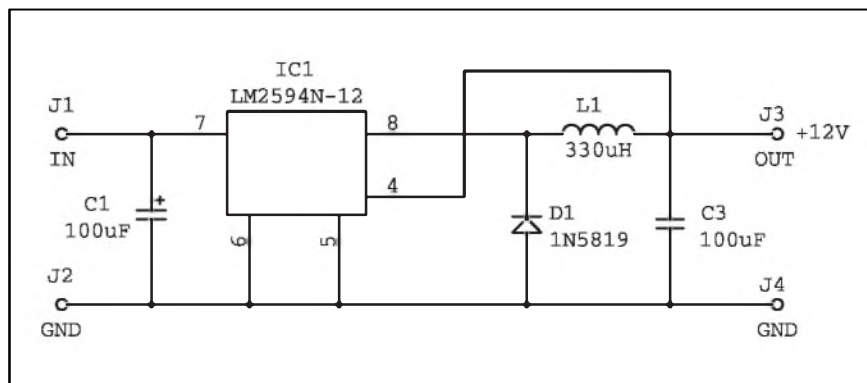 IC1
LM2594N-12
J1
7
8
L1
J3
+12V
IN
330uH
OUT
4
C1
+
100uF
6
5
D1
1N5819
C3
100uF
J2
J4
GND
GND